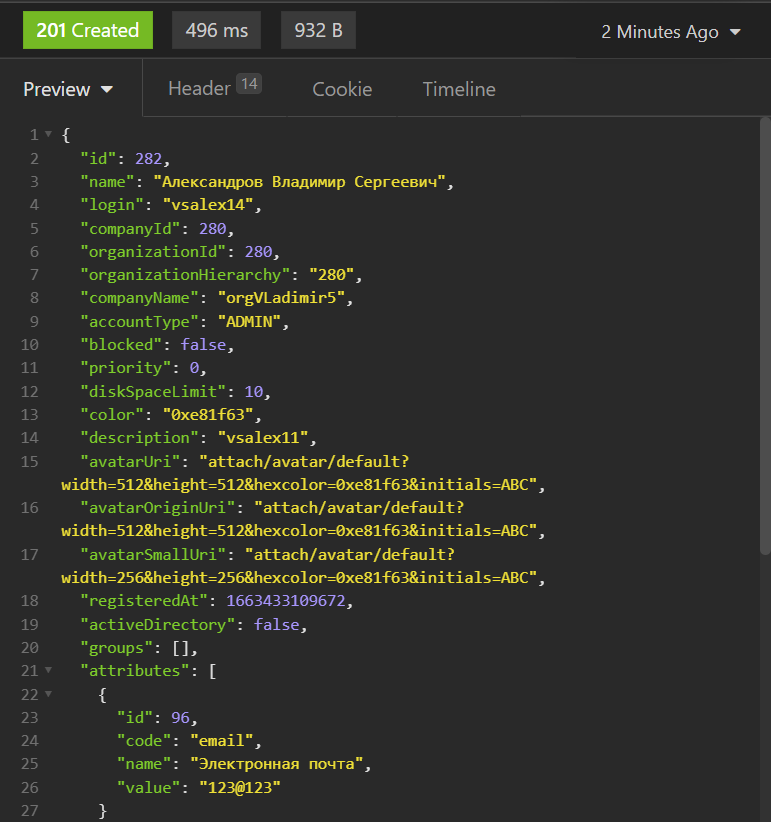 201 Created 496 ms 932 B 2 Minutes Ago
Preview Header 14 Cookie Timeline
1 {
2 "id": 282,
3 "name": "Александров Владимир Сергеевич",
4 "login": "vsalex14",
5 "companyId": 280,
6 "organizationId": 280,
7 "organizationHierarchy": "280",
8 "companyName": "orgVLadimir5",
9 "accountType": "ADMIN",
10 "blocked": false,
11 "priority": 0,
12 "diskSpaceLimit": 10,
13 "color": "0xe81f63",
14 "description": "vsalex11",
15 "avatarUri": "attach/avatar/default?
width=512&height=512&hexcolor=0xe81f63&initials=ABC",
16 "avatarOriginUri": "attach/avatar/default?
width=512&height=512&hexcolor=0xe81f63&initials=ABC",
17 "avatarSmallUri": "attach/avatar/default?
width=256&height=256&hexcolor=0xe81f63&initials=ABC",
18 "registeredAt": 1663433109672,
19 "activeDirectory": false,
20 "groups": [],
21 "attributes": [
22 {
23 "id": 96,
24 "code": "email",
25 "name": "Электронная почта",
26 "value": "123@123"
27 }